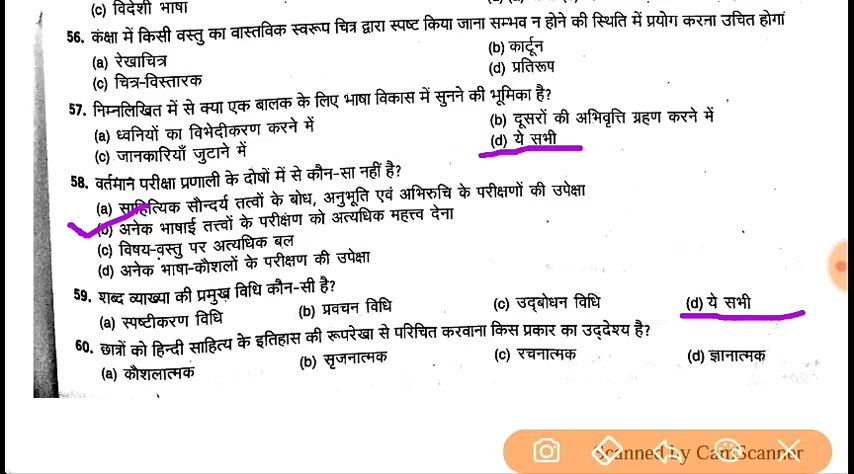 (c) विदेशी भाषा
56. कक्षा में किसी वस्तु का वास्तविक स्वरूप चित्र द्वारा स्पष्ट किया जाना सम्भव न होने की स्थिति में प्रयोग करना उचित होगा
(a) रेखाचित्र (b) कार्टून
(c) चित्र-विस्तारक (d) प्रतिरूप
57. निम्नलिखित में से क्या एक बालक के लिए भाषा विकास में सुनने की भूमिका है?
(a) ध्वनियों का विभेदीकरण करने में (b) दूसरों की अभिवृत्ति ग्रहण करने में
(c) जानकारियाँ जुटाने में (d) ये सभी
58. वर्तमान परीक्षा प्रणाली के दोषों में से कौन-सा नहीं है?
(a) साहित्यिक सौन्दर्य तत्वों के बोध, अनुभूति एवं अभिरुचि के परीक्षणों की उपेक्षा
(b) अनेक भाषाई तत्त्वों के परीक्षण को अत्यधिक महत्त्व देना
(c) विषय-वस्तु पर अत्यधिक बल
(d) अनेक भाषा-कौशलों के परीक्षण की उपेक्षा
59. शब्द व्याख्या की प्रमुख विधि कौन-सी है?
(a) स्पष्टीकरण विधि (b) प्रवचन विधि (c) उद्बोधन विधि (d) ये सभी
60. छात्रों को हिन्दी साहित्य के इतिहास की रूपरेखा से परिचित करवाना किस प्रकार का उद्देश्य है?
(a) कौशलात्मक (b) सृजनात्मक (c) रचनात्मक (d) ज्ञानात्मक
Scanned by CamScanner